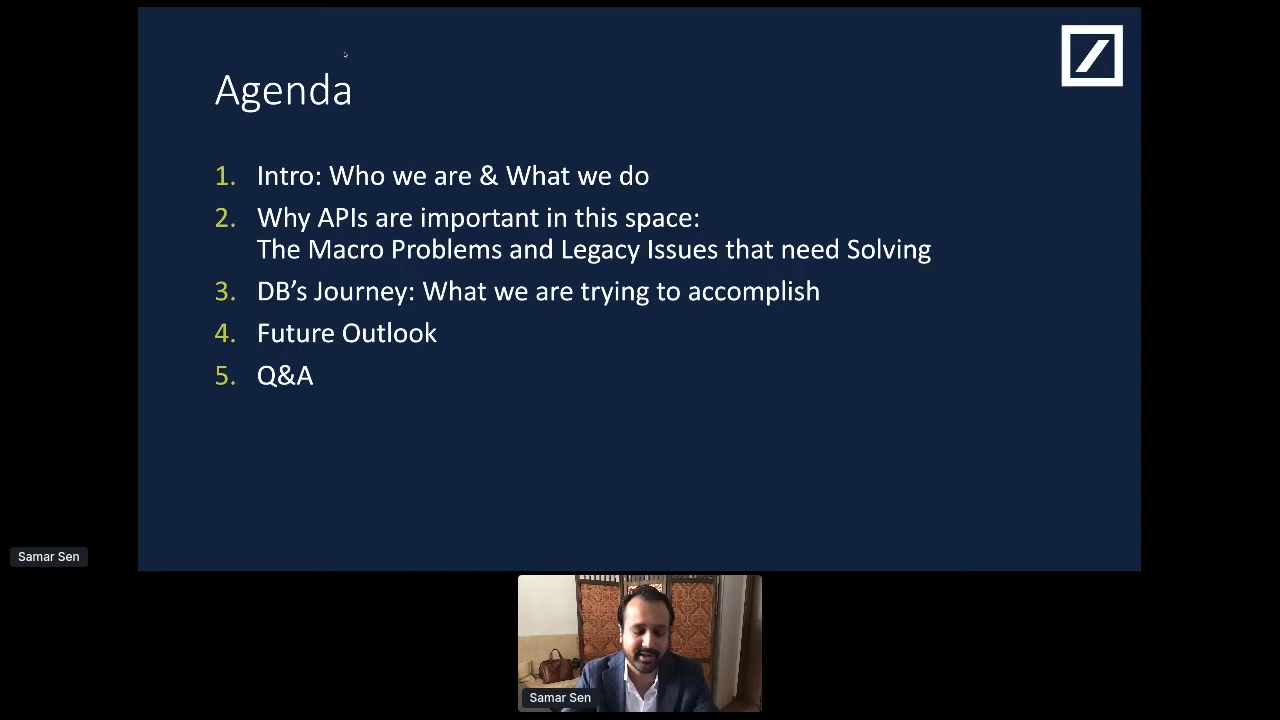 Agenda
1. Intro: Who we are & What we do
2. Why APIs are important in this space:
The Macro Problems and Legacy Issues that need Solving
3. DB’s Journey: What we are trying to accomplish
4. Future Outlook
5. Q&A
Samar Sen
Samar Sen